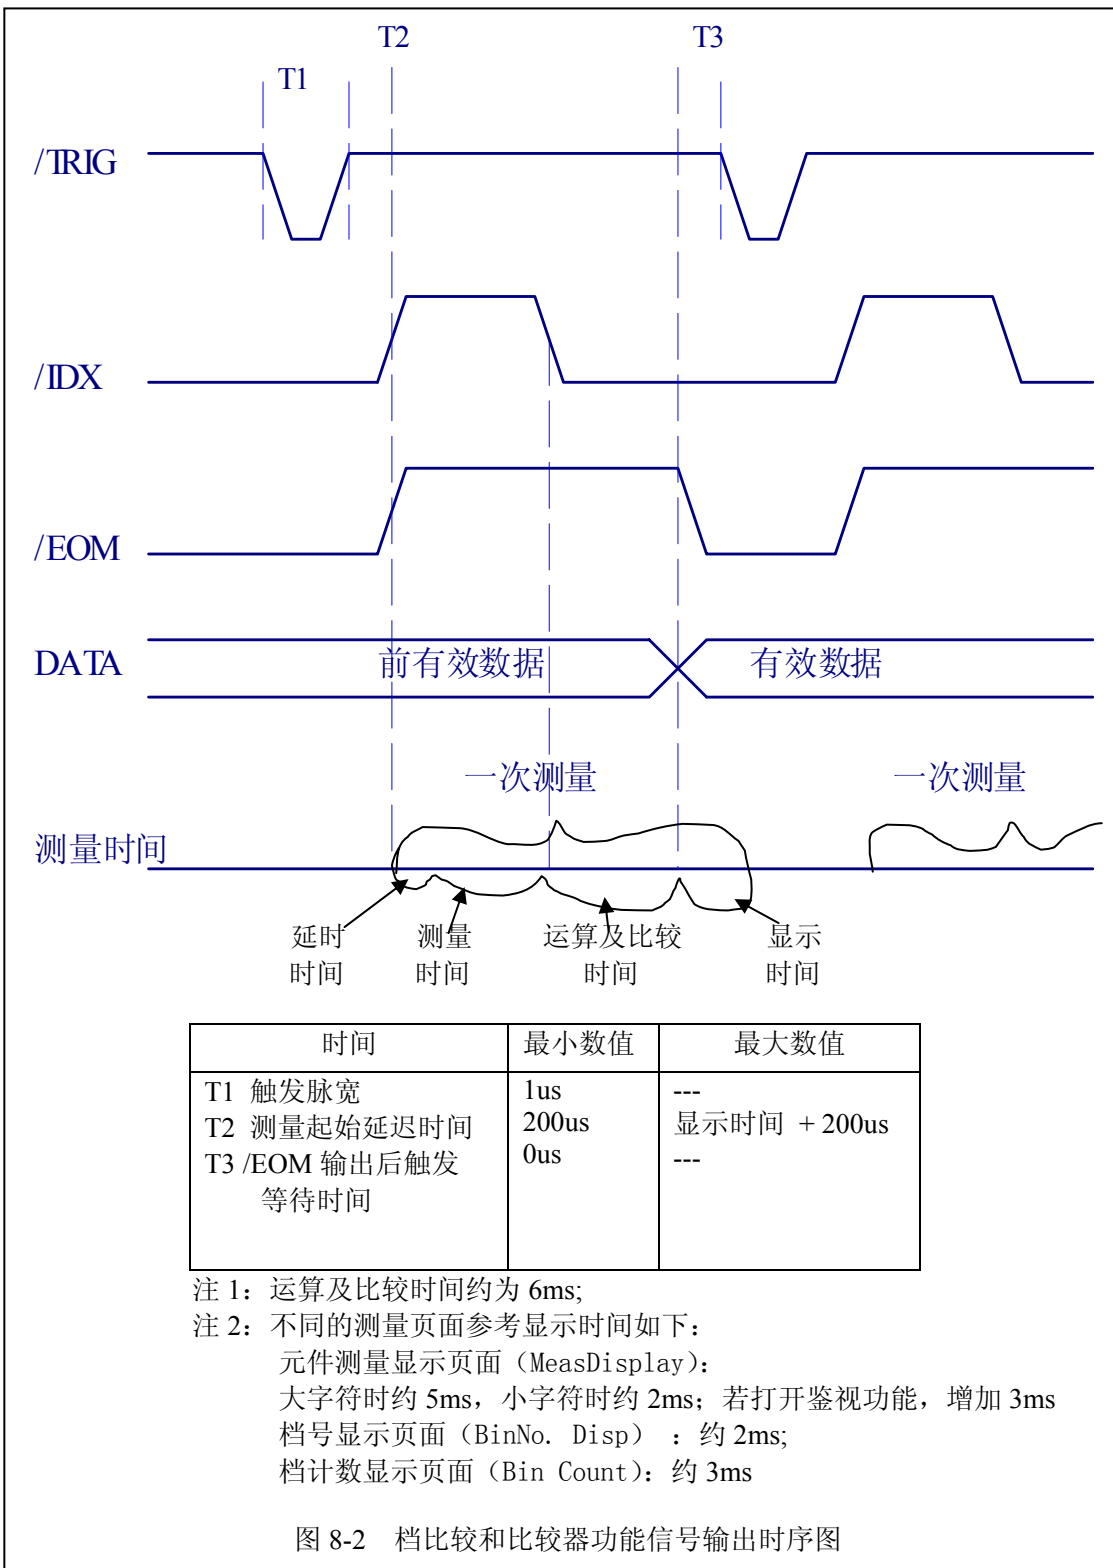 T2 T3
T1
/TRIG
/IDX
/EOM
DATA 前有效数据 有效数据
一次测量 一次测量
测量时间
延时 测量 运算及比较 显示
时间 时间 时间 时间
时间 最小数值 最大数值
T1 触发脉宽 1us ---
T2 测量起始延迟时间 200us 显示时间 + 200us
T3 /EOM 输出后触发 0us ---
等待时间
注 1：运算及比较时间约为 6ms;
注 2：不同的测量页面参考显示时间如下：
元件测量显示页面（MeasDisplay）：
大字符时约 5ms，小字符时约 2ms；若打开鉴视功能，增加 3ms
档号显示页面（BinNo. Disp） ：约 2ms;
档计数显示页面（Bin Count）：约 3ms
图 8-2 档比较和比较器功能信号输出时序图